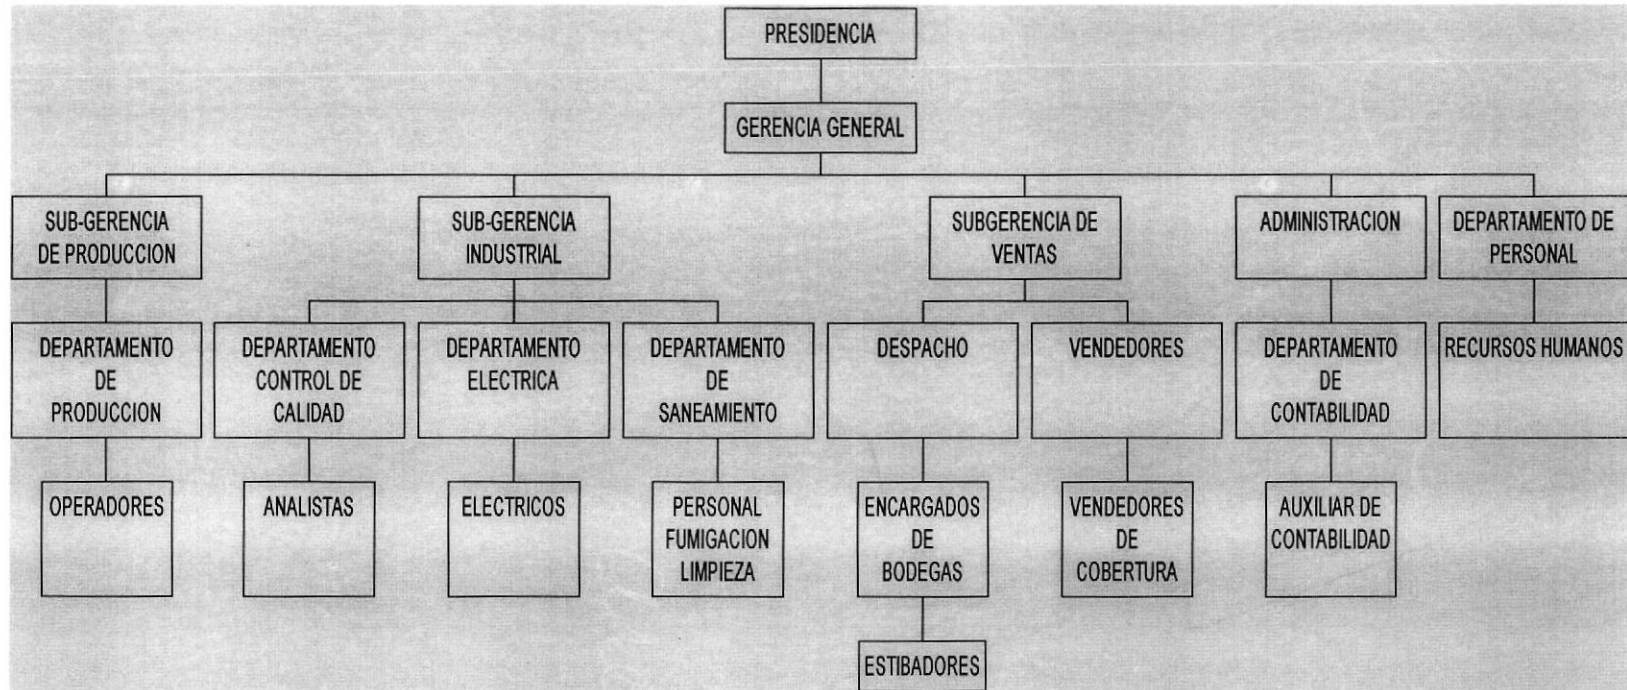 PRESIDENCIA
GERENCIA GENERAL
SUB-GERENCIA
DE PRODUCCION
SUB-GERENCIA
INDUSTRIAL
SUBGERENCIA DE
VENTAS
ADMINISTRACION
DEPARTAMENTO DE
PERSONAL
DEPARTAMENTO
DE
PRODUCCION
DEPARTAMENTO
CONTROL DE
CALIDAD
DEPARTAMENTO
ELECTRICA
DEPARTAMENTO
DE
SANEAMIENTO
DESPACHO
VENDEDORES
DEPARTAMENTO
DE
CONTABILIDAD
RECURSOS HUMANOS
OPERADORES
ANALISTAS
ELECTRICOS
PERSONAL
FUMIGACION
LIMPIEZA
ENCARGADOS
DE
BODEGAS
VENDEDORES
DE
COBERTURA
AUXILIAR DE
CONTABILIDAD
ESTIBADORES